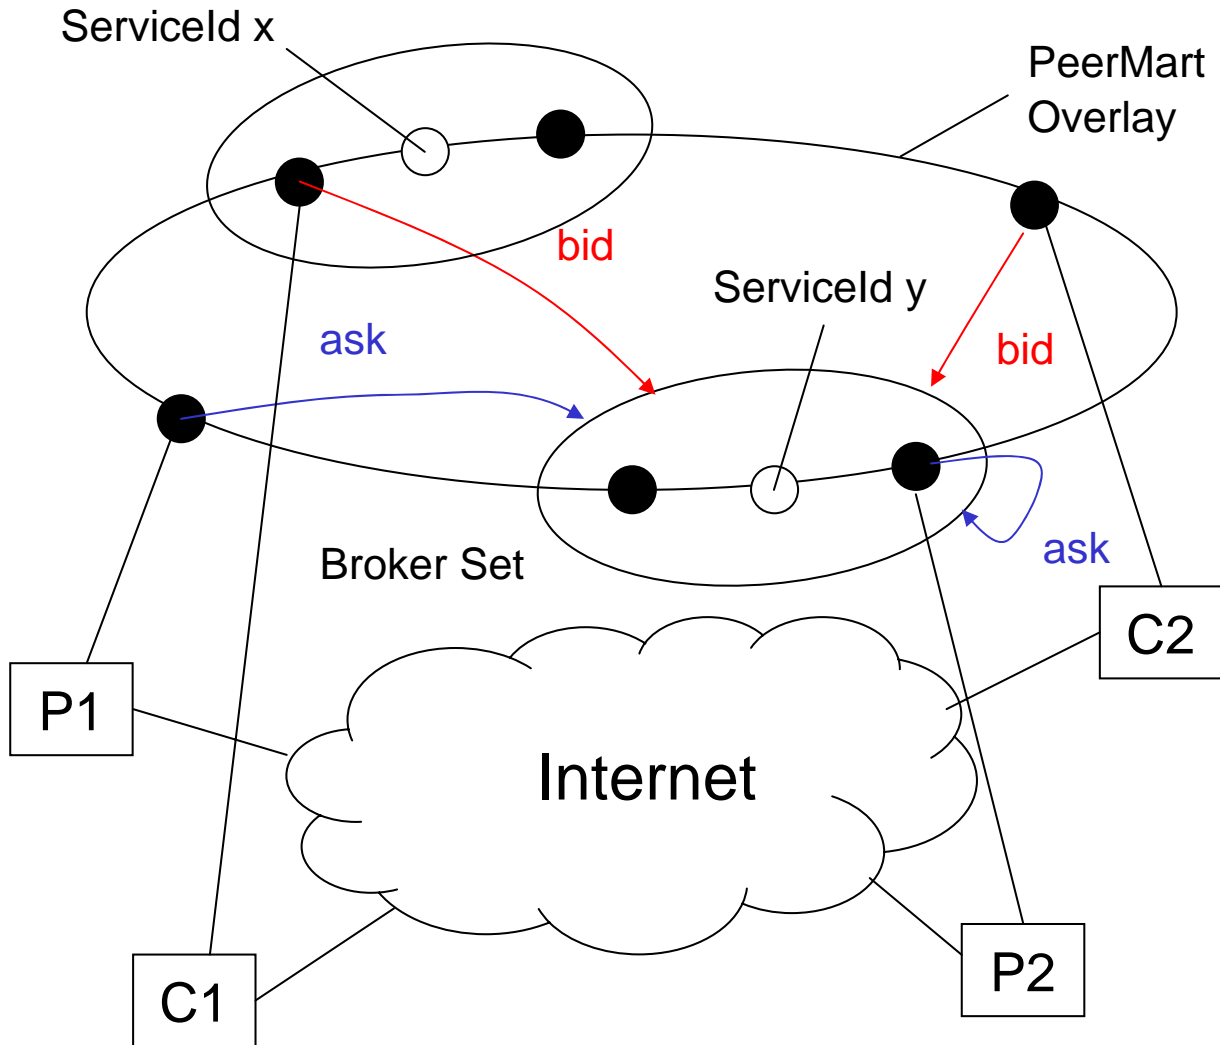 ServiceId x
PeerMart
Overlay
bid
ServiceId y
ask
bid
ask
Broker Set
C2
P1
Internet
P2
C1